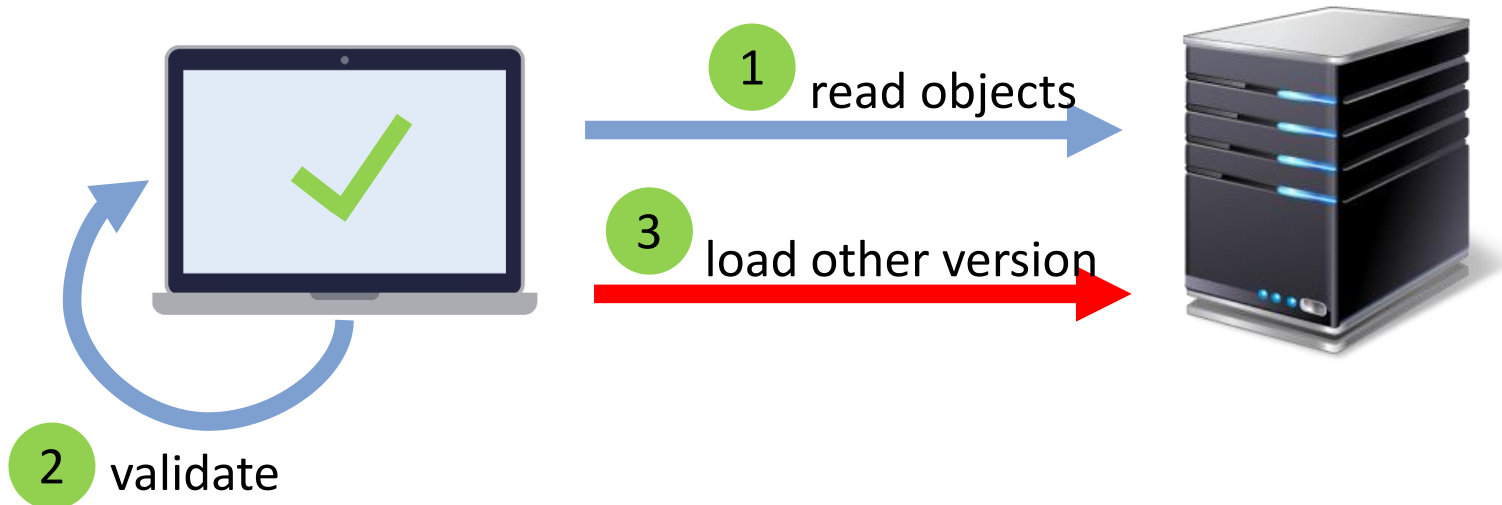 1 read objects
3 load other version
2 validate